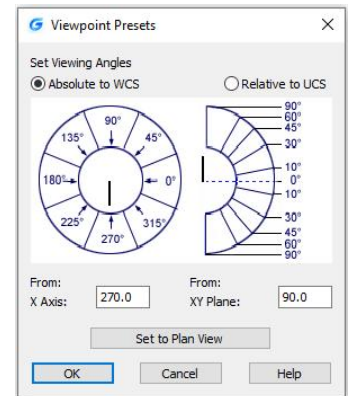 Viewpoint Presets
Set Viewing Angles
Absolute to WCS
Relative to UCS
90°
135°
45°
180°
0°
225°
315°
270°
90°
60°
45°
30°
10°
0°
10°
30°
45°
60°
90°
From:
X Axis: 270.0
From:
XY Plane: 90.0
Set to Plan View
OK Cancel Help